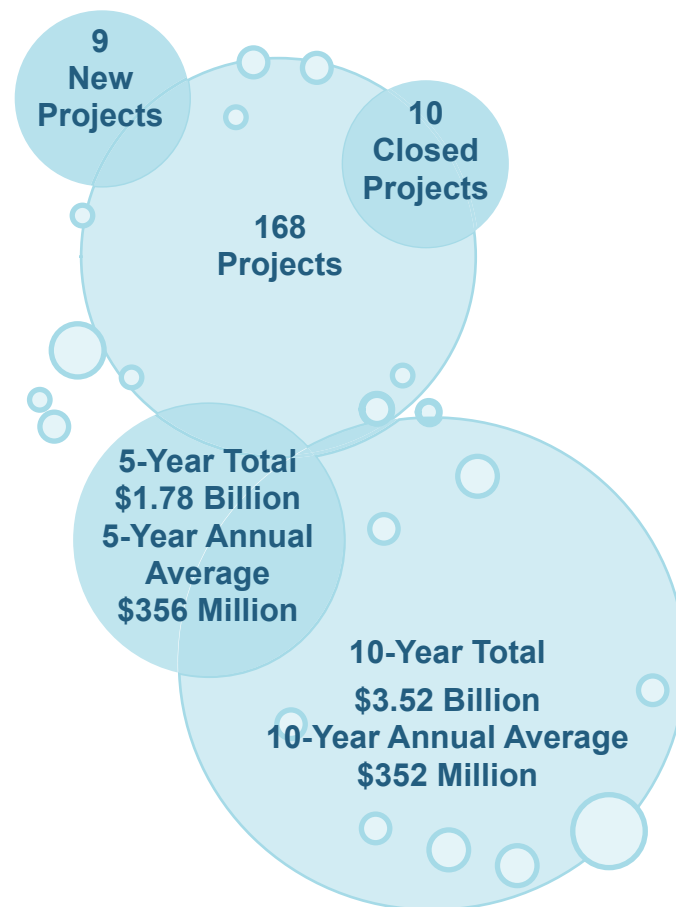 9
New
Projects
10
Closed
Projects
168
Projects
5-Year Total
$1.78 Billion
5-Year Annual
Average
$356 Million
10-Year Total
$3.52 Billion
10-Year Annual Average
$352 Million